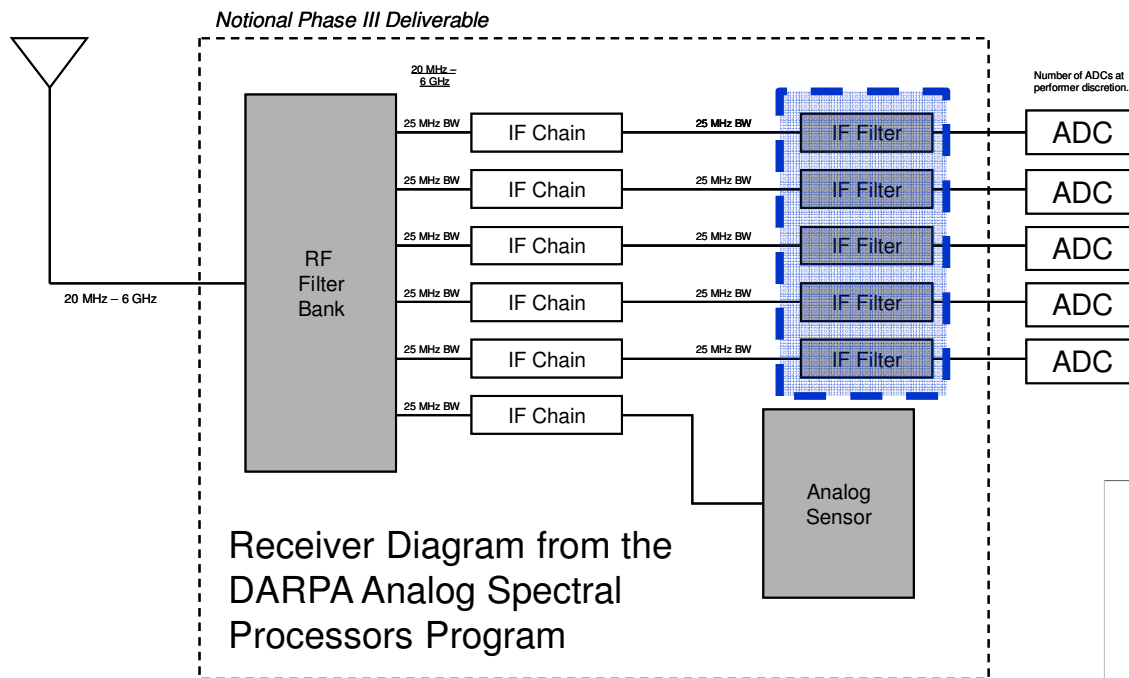 Notional Phase III Deliverable
20 MHz –
6 GHz
Number of ADCs at
performer discretion.
25 MHz BW
IF Chain
25 MHz BW
IF Filter
ADC
25 MHz BW
IF Chain
25 MHz BW
IF Filter
ADC
25 MHz BW
IF Chain
25 MHz BW
IF Filter
ADC
RF
Filter
Bank
20 MHz – 6 GHz
25 MHz BW
IF Chain
25 MHz BW
IF Filter
ADC
25 MHz BW
IF Chain
25 MHz BW
IF Filter
ADC
25 MHz BW
IF Chain
Analog
Sensor
Receiver Diagram from the
DARPA Analog Spectral
Processors Program